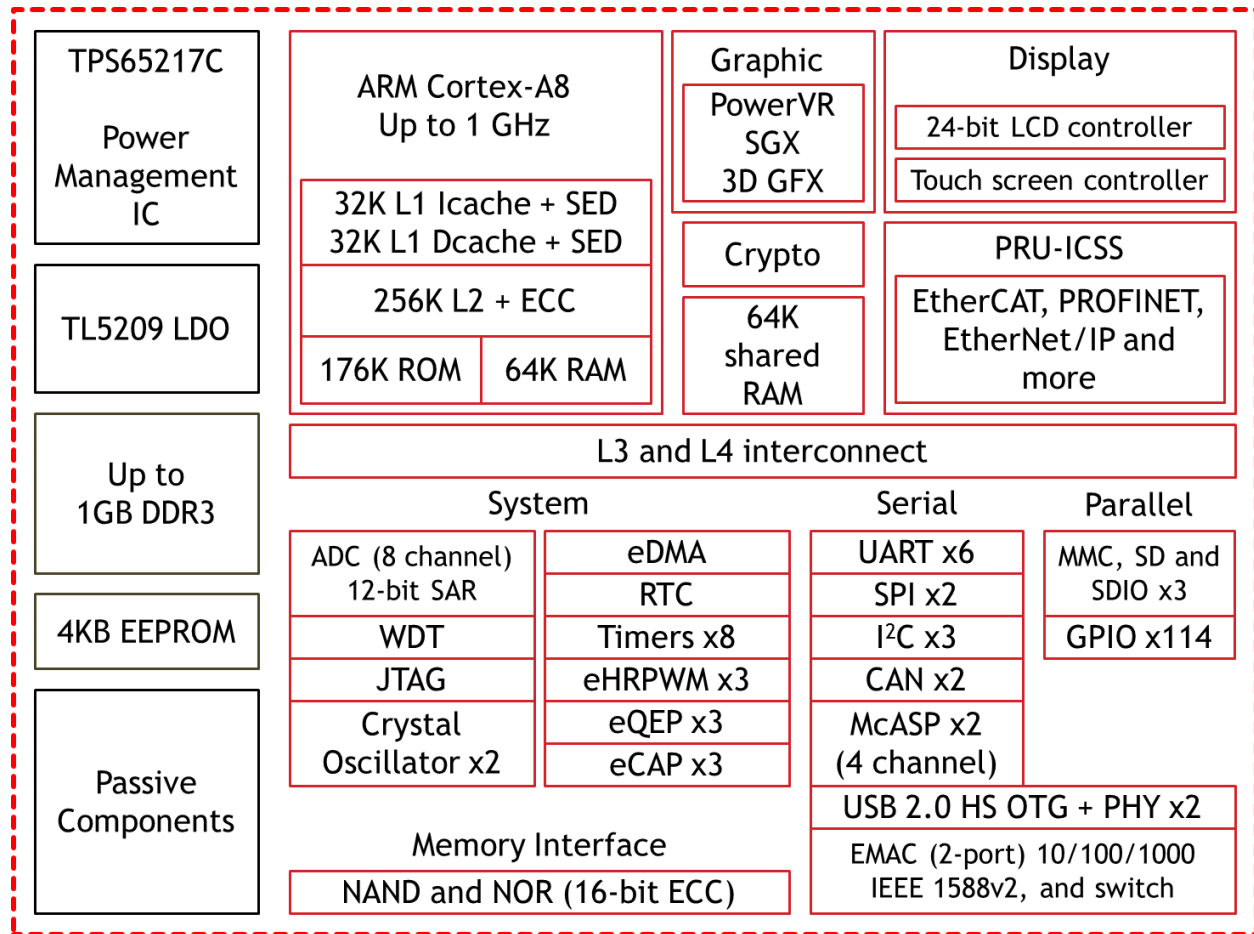 TPS65217C
Power
Management
IC
TL5209 LDO
Up to
1GB DDR3
4KB EEPROM
Passive
Components
ARM Cortex-A8
Up to 1 GHz
32K L1 Icache + SED
32K L1 Dcache + SED
256K L2 + ECC
176K ROM
64K RAM
Graphic
PowerVR
SGX
3D GFX
Crypto
64K
shared
RAM
Display
24-bit LCD controller
Touch screen controller
PRU-ICSS
EtherCAT, PROFINET,
EtherNet/IP and
more
L3 and L4 interconnect
System
ADC (8 channel)
12-bit SAR
WDT
JTAG
Crystal
Oscillator x2
eDMA
RTC
Timers x8
eHRPWM x3
eQEP x3
eCAP x3
Serial
UART x6
SPI x2
I²C x3
CAN x2
McASP x2
(4 channel)
Parallel
MMC, SD and
SDIO x3
GPIO x114
USB 2.0 HS OTG + PHY x2
EMAC (2-port) 10/100/1000
IEEE 1588v2, and switch
Memory Interface
NAND and NOR (16-bit ECC)